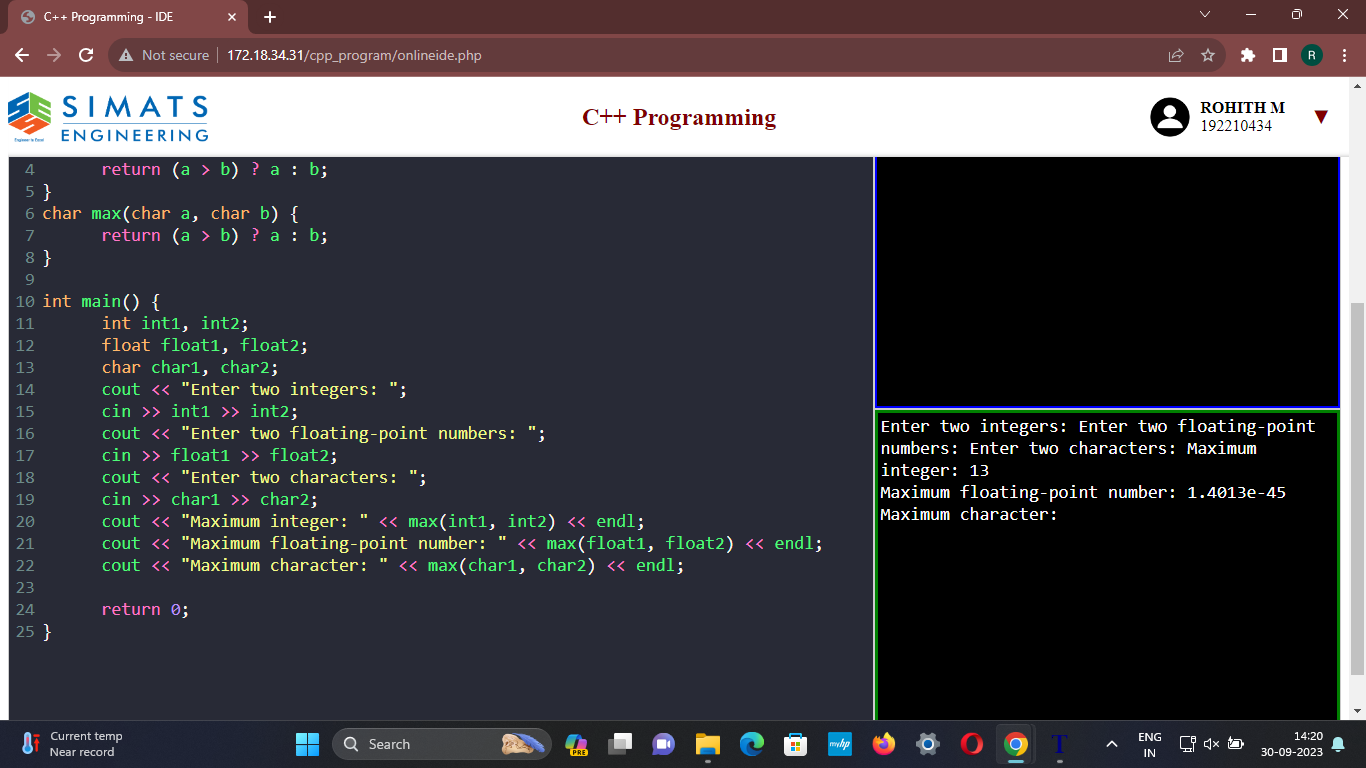 C++ Programming - IDE
Not secure
172.18.34.31/cpp_program/onlineide.php
R
SIMATS
ENGINEERING
C++ Programming
ROHITH M
192210434
4 return (a > b) ? a : b;
5 }
6 char max(char a, char b) {
7 return (a > b) ? a : b;
8 }
9
10 int main() {
11 int int1, int2;
12 float float1, float2;
13 char char1, char2;
14 cout << "Enter two integers: ";
15 cin >> int1 >> int2;
16 cout << "Enter two floating-point numbers: ";
17 cin >> float1 >> float2;
18 cout << "Enter two characters: ";
19 cin >> char1 >> char2;
20 cout << "Maximum integer: " << max(int1, int2) << endl;
21 cout << "Maximum floating-point number: " << max(float1, float2) << endl;
22 cout << "Maximum character: " << max(char1, char2) << endl;
23
24 return 0;
25 }
Enter two integers: Enter two floating-point
numbers: Enter two characters: Maximum
integer: 13
Maximum floating-point number: 1.4013e-45
Maximum character:
Current temp
Near record
Search
PRE
myhp
T
ENG
IN
14:20
30-09-2023